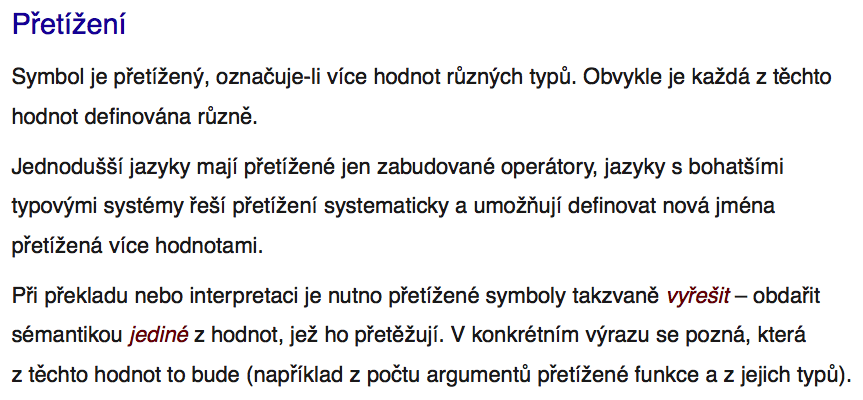 Přetížení
Symbol je přetížený, označuje-li více hodnot různých typů. Obvykle je každá z těchto
hodnot definována různě.
Jednodušší jazyky mají přetížené jen zabudované operátory, jazyky s bohatšími
typovými systémy řeší přetížení systematicky a umožňují definovat nová jména
přetížená více hodnotami.
Při překladu nebo interpretaci je nutno přetížené symboly takzvaně vyřešit – obdařit
sémantikou jediné z hodnot, jež ho přetěžují. V konkrétním výrazu se pozná, která
z těchto hodnot to bude (například z počtu argumentů přetížené funkce a z jejich typů).